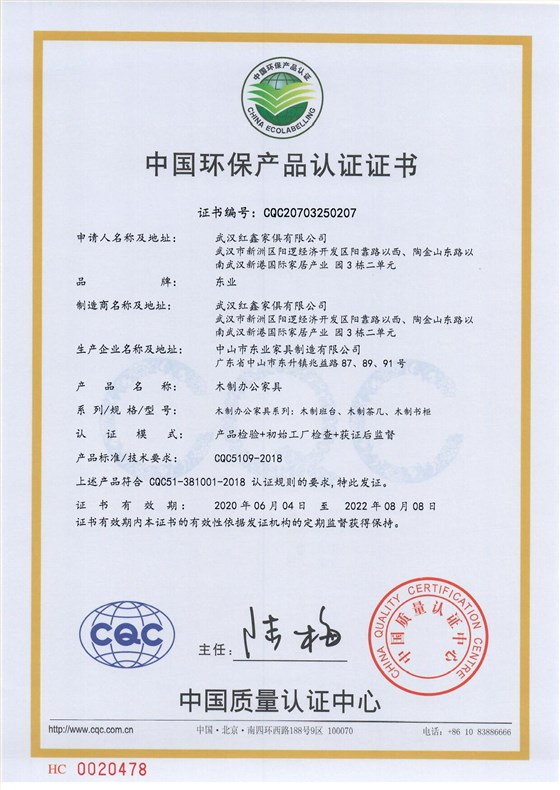 中国环保产品认证
CHINA ECOLABELLING
中国环保产品认证证书
证书编号：CQC20703250207
申请人名称及地址： 武汉红鑫家俱有限公司
武汉市新洲区阳逻经济开发区阳靠路以西、陶金山东路以
南武汉新港国际家居产业 园3栋二单元
品 牌： 东业
制造商名称及地址： 武汉红鑫家俱有限公司
武汉市新洲区阳逻经济开发区阳靠路以西、陶金山东路以
南武汉新港国际家居产业 园3栋二单元
生产企业名称及地址： 中山市东业家具制造有限公司
广东省中山市东升镇兆益路87、89、91号
产 品 名 称： 木制办公家具
系列/规格/型号： 木制办公家具系列：木制班台、木制茶几、木制书柜
认 证 模 式： 产品检验+初始工厂检查+获证后监督
产品标准/技术要求： CQC5109-2018
上述产品符合 CQC51-381001-2018 认证规则的要求，特此发证。
证 书 有 效 期： 2020年06月04日 至 2022年08月08日
证书有效期内本证书的有效性依据发证机构的定期监督获得保持。
CQC
主任： 陆梅
CHINA QUALITY CERTIFICATION CENTRE
中国质量认证中心
中国质量认证中心
http://www.cqc.com.cn 中国·北京·南四环西路188号9区 100070 电话：+86 10 83886666
HC 0020478